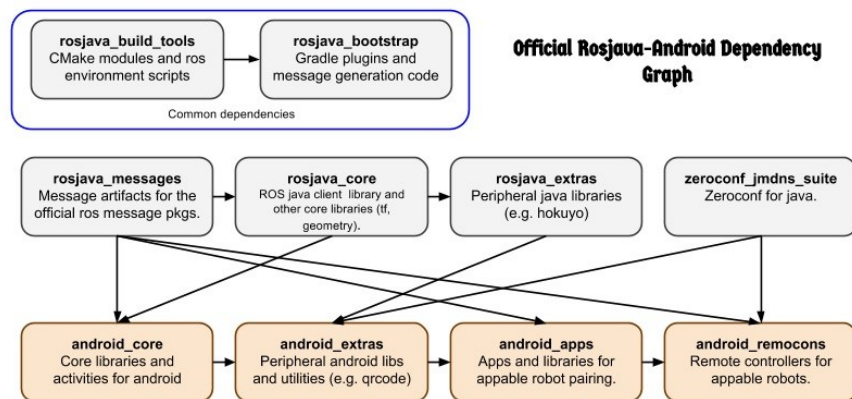 rosjava_build_tools
CMake modules and ros
environment scripts
rosjava_bootstrap
Gradle plugins and
message generation code
Common dependencies
Official Rosjava-Android Dependency
Graph
rosjava_messages
Message artifacts for the
official ros message pkgs.
rosjava_core
ROS java client library and
other core libraries (tf,
geometry).
rosjava_extras
Peripheral java libraries
(e.g. hokuyo)
zeroconf_jmdns_suite
Zeroconf for java.
android_core
Core libraries and
activities for android
android_extras
Peripheral android libs
and utilities (e.g. qrcode)
android_apps
Apps and libraries for
appable robot pairing.
android_remocons
Remote controllers for
appable robots.